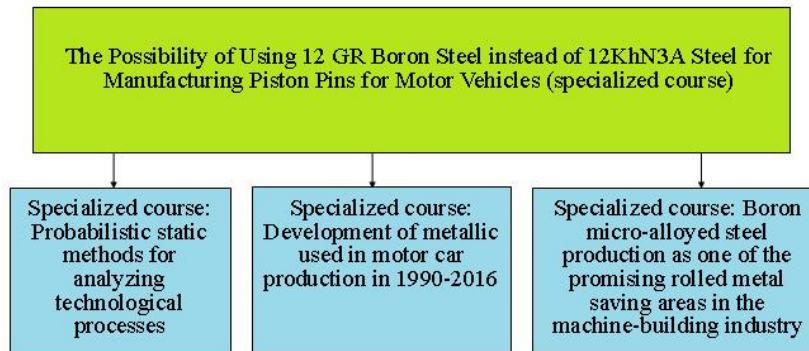 The Possibility of Using 12 GR Boron Steel instead of 12KhN3A Steel for
Manufacturing Piston Pins for Motor Vehicles (specialized course)
Specialized course:
Probabilistic static
methods for
analyzing
technological
processes
Specialized course:
Development of metallic
used in motor car
production in 1990-2016
Specialized course: Boron
micro-alloyed steel
production as one of the
promising rolled metal
saving areas in the
machine-building industry